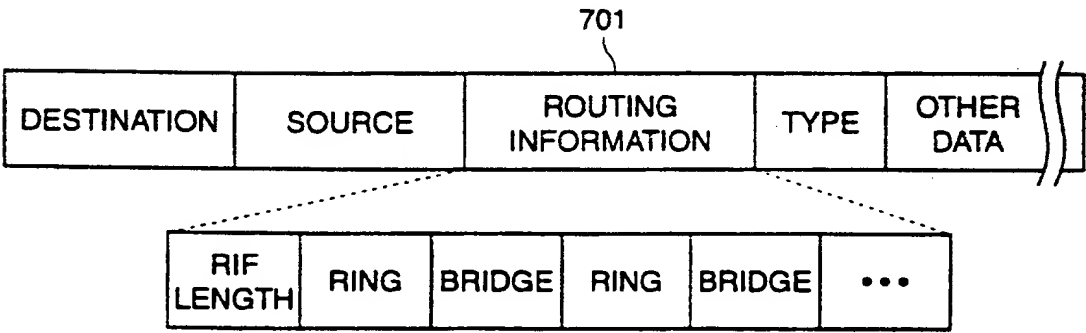 701
DESTINATION
SOURCE
ROUTING
INFORMATION
TYPE
OTHER
DATA
RIF
LENGTH
RING
BRIDGE
RING
BRIDGE
•••